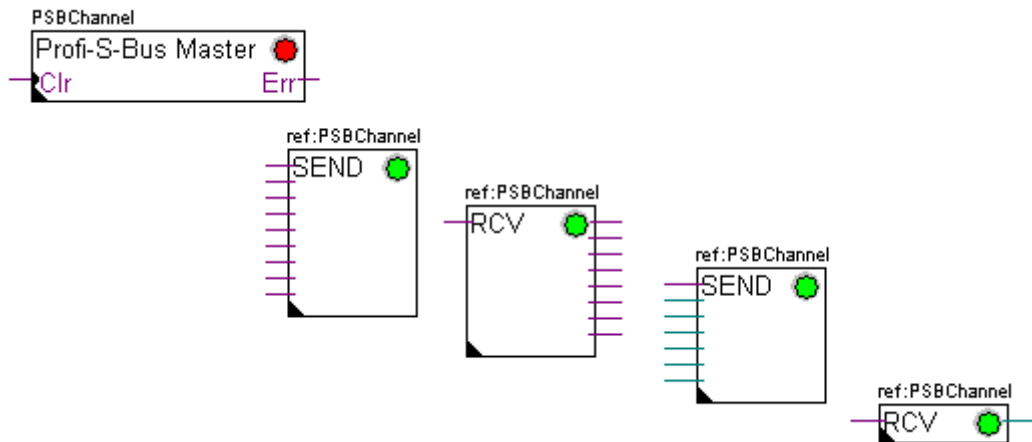 PSBChannel
Profi-S-Bus Master
Clr Err
ref:PSBChannel
SEND
ref:PSBChannel
RCV
ref:PSBChannel
SEND
ref:PSBChannel
RCV